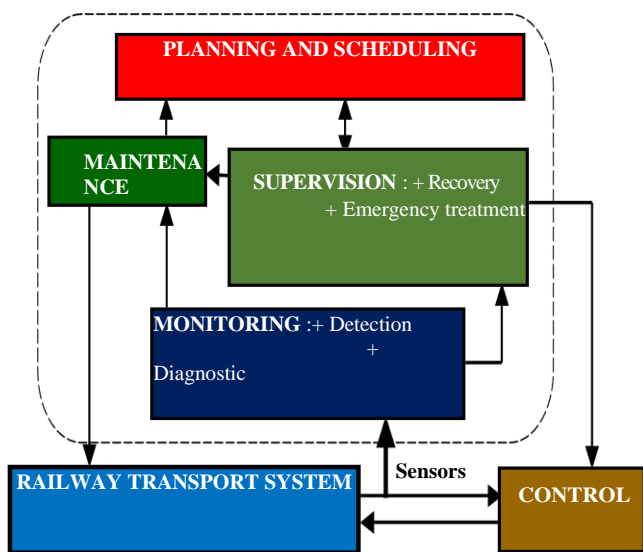 PLANNING AND SCHEDULING
MAINTENA
NCE
SUPERVISION : + Recovery
+ Emergency treatment
MONITORING :+ Detection
+
Diagnostic
Sensors
RAILWAY TRANSPORT SYSTEM
CONTROL